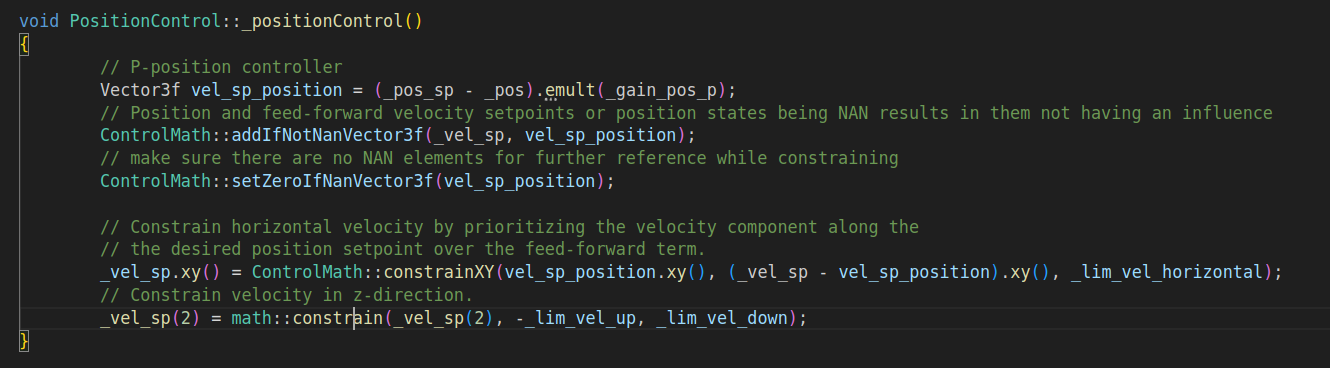 void PositionControl::_positionControl()
{
// P-position controller
Vector3f vel_sp_position = (_pos_sp - _pos).emult(_gain_pos_p);
// Position and feed-forward velocity setpoints or position states being NAN results in them not having an influence
ControlMath::addIfNotNanVector3f(_vel_sp, vel_sp_position);
// make sure there are no NAN elements for further reference while constraining
ControlMath::setZeroIfNanVector3f(vel_sp_position);
// Constrain horizontal velocity by prioritizing the velocity component along the
// the desired position setpoint over the feed-forward term.
_vel_sp.xy() = ControlMath::constrainXY(vel_sp_position.xy(), (_vel_sp - vel_sp_position).xy(), _lim_vel_horizontal);
// Constrain velocity in z-direction.
_vel_sp(2) = math::constrain(_vel_sp(2), -_lim_vel_up, _lim_vel_down);
}